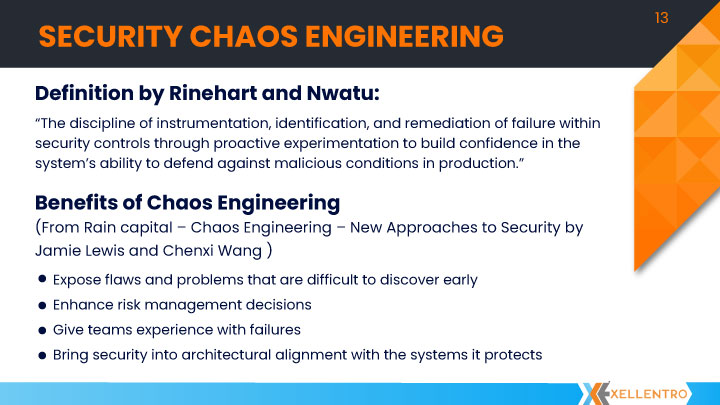 13
SECURITY CHAOS ENGINEERING
Definition by Rinehart and Nwatu:
“The discipline of instrumentation, identification, and remediation of failure within
security controls through proactive experimentation to build confidence in the
system’s ability to defend against malicious conditions in production.”
Benefits of Chaos Engineering
(From Rain capital – Chaos Engineering – New Approaches to Security by
Jamie Lewis and Chenxi Wang )
● Expose flaws and problems that are difficult to discover early
● Enhance risk management decisions
● Give teams experience with failures
● Bring security into architectural alignment with the systems it protects
XELLENTRO